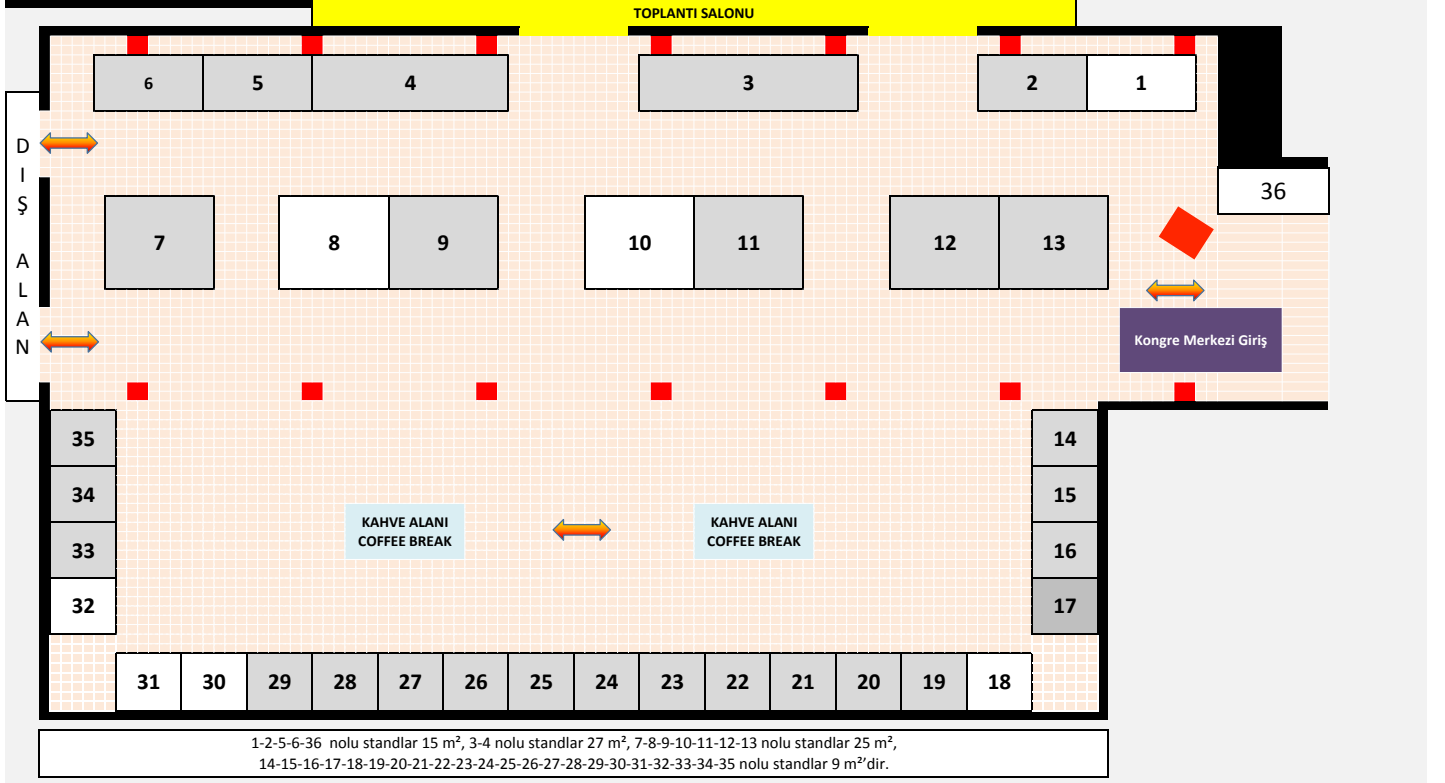 TOPLANTI SALONU
6
5
4
3
2
1
D
I
Ş
A
L
A
N
36
7
8
9
10
11
12
13
Kongre Merkezi Giriş
35
14
34
15
KAHVE ALANI
COFFEE BREAK
KAHVE ALANI
COFFEE BREAK
33
16
32
17
31
30
29
28
27
26
25
24
23
22
21
20
19
18
1-2-5-6-36 nolu standlar 15 m², 3-4 nolu standlar 27 m², 7-8-9-10-11-12-13 nolu standlar 25 m²,
14-15-16-17-18-19-20-21-22-23-24-25-26-27-28-29-30-31-32-33-34-35 nolu standlar 9 m²'dir.